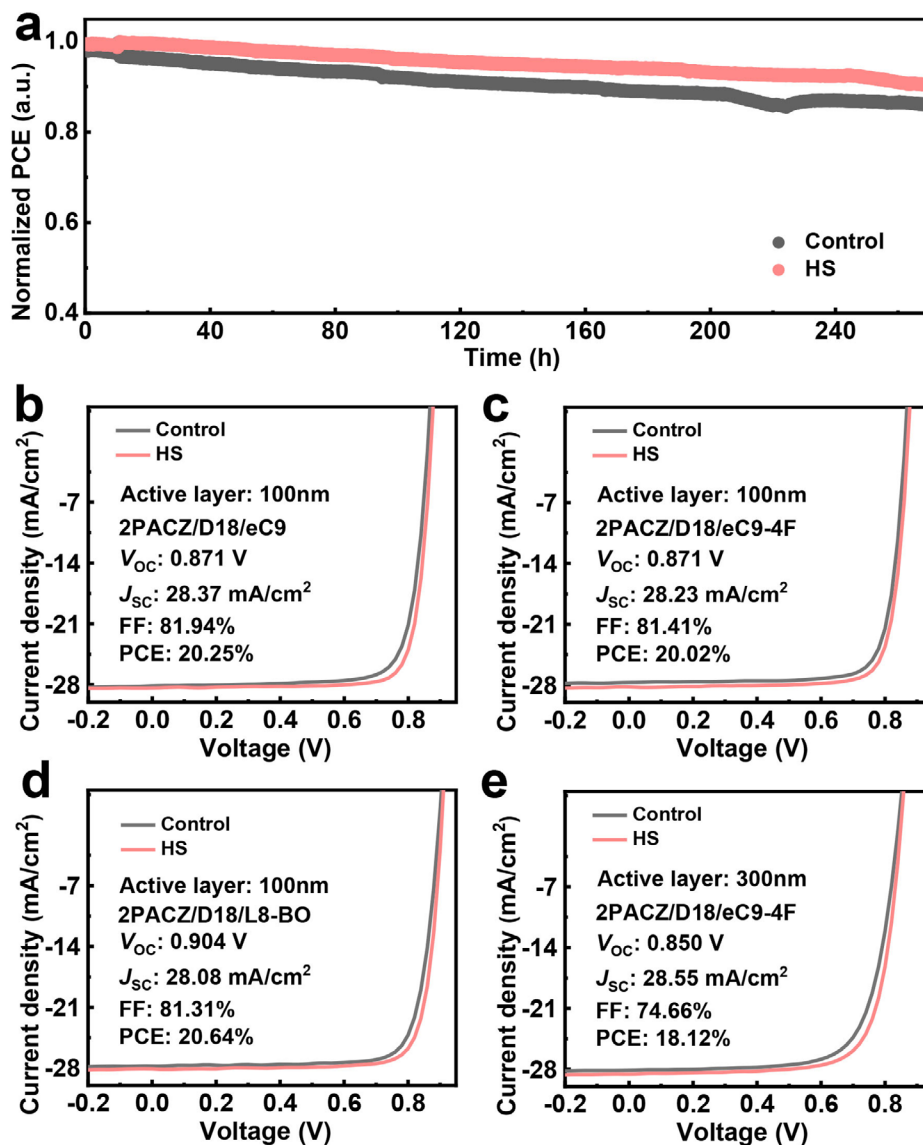 a
Normalized PCE (a.u.)
1.0
0.8
0.6
0.4
Control
HS
0 40 80 120 160 200 240
Time (h)
b
Current density (mA/cm²)
-7
-14
-21
-28
Control
HS
Active layer: 100nm
2PACZ/D18/eC9
VOC: 0.871 V
JSC: 28.37 mA/cm²
FF: 81.94%
PCE: 20.25%
-0.2 0.0 0.2 0.4 0.6 0.8
Voltage (V)
c
Current density (mA/cm²)
-7
-14
-21
-28
Control
HS
Active layer: 100nm
2PACZ/D18/eC9-4F
VOC: 0.871 V
JSC: 28.23 mA/cm²
FF: 81.41%
PCE: 20.02%
-0.2 0.0 0.2 0.4 0.6 0.8
Voltage (V)
d
Current density (mA/cm²)
-7
-14
-21
-28
Control
HS
Active layer: 100nm
2PACZ/D18/L8-BO
VOC: 0.904 V
JSC: 28.08 mA/cm²
FF: 81.31%
PCE: 20.64%
-0.2 0.0 0.2 0.4 0.6 0.8
Voltage (V)
e
Current density (mA/cm²)
-7
-14
-21
-28
Control
HS
Active layer: 300nm
2PACZ/D18/eC9-4F
VOC: 0.850 V
JSC: 28.55 mA/cm²
FF: 74.66%
PCE: 18.12%
-0.2 0.0 0.2 0.4 0.6 0.8
Voltage (V)